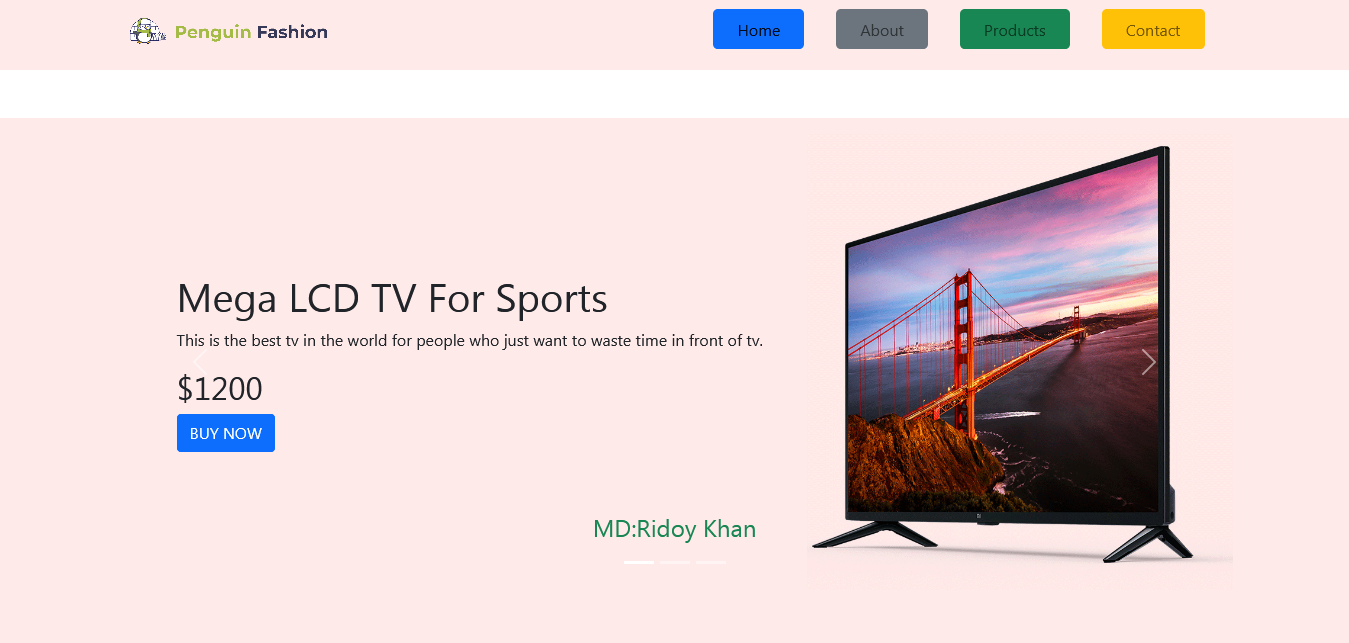 Penguin Fashion
Home
About
Products
Contact
Mega LCD TV For Sports
This is the best tv in the world for people who just want to waste time in front of tv.
$1200
BUY NOW
MD:Ridoy Khan